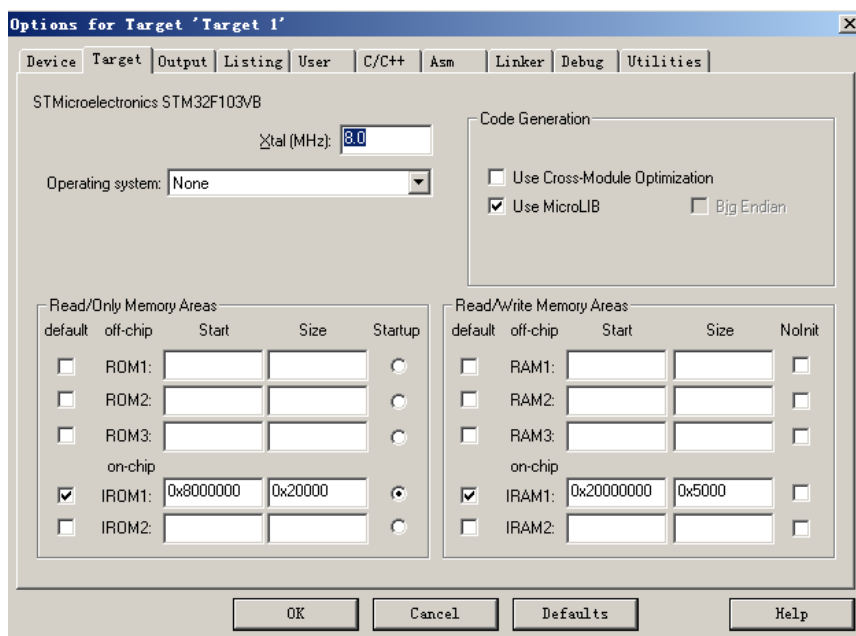 Options for Target 'Target 1'
Device Target Output Listing User C/C++ Asm Linker Debug Utilities
STMicroelectronics STM32F103VB
Xtal (MHz): 8.0
Operating system: None
Code Generation
Use Cross-Module Optimization
Use MicroLIB Big Endian
Read/Only Memory Areas
default off-chip Start Size Startup
ROM1:
ROM2:
ROM3:
on-chip
IROM1: 0x8000000 0x20000
IROM2:
Read/Write Memory Areas
default off-chip Start Size NoInit
RAM1:
RAM2:
RAM3:
on-chip
IRAM1: 0x20000000 0x5000
IRAM2:
OK Cancel Defaults Help